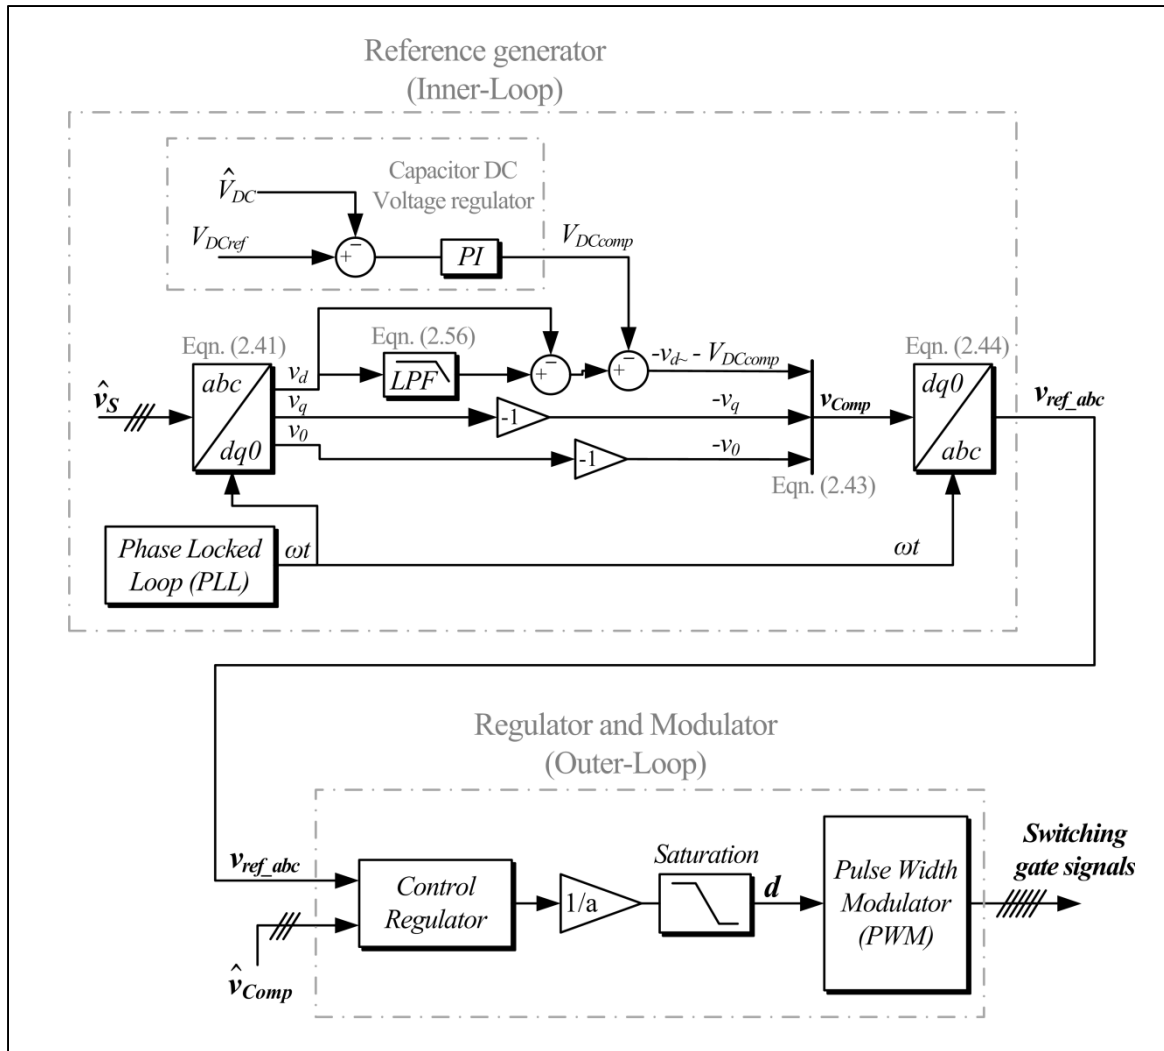 Reference generator
(Inner-Loop)
Capacitor DC
Voltage regulator
V̂DC
VDCref
+
−
PI
VDCcomp
Eqn. (2.41)
Eqn. (2.56)
Eqn. (2.44)
v̂S
abc
dq0
vd
vq
v0
LPF
+
−
+
−
-vd~ - VDCcomp
-1
-vq
-1
-v0
vComp
Eqn. (2.43)
dq0
abc
vref_abc
Phase Locked
Loop (PLL)
ωt
ωt
Regulator and Modulator
(Outer-Loop)
vref_abc
v̂Comp
Control
Regulator
1/a
Saturation
d
Pulse Width
Modulator
(PWM)
Switching
gate signals